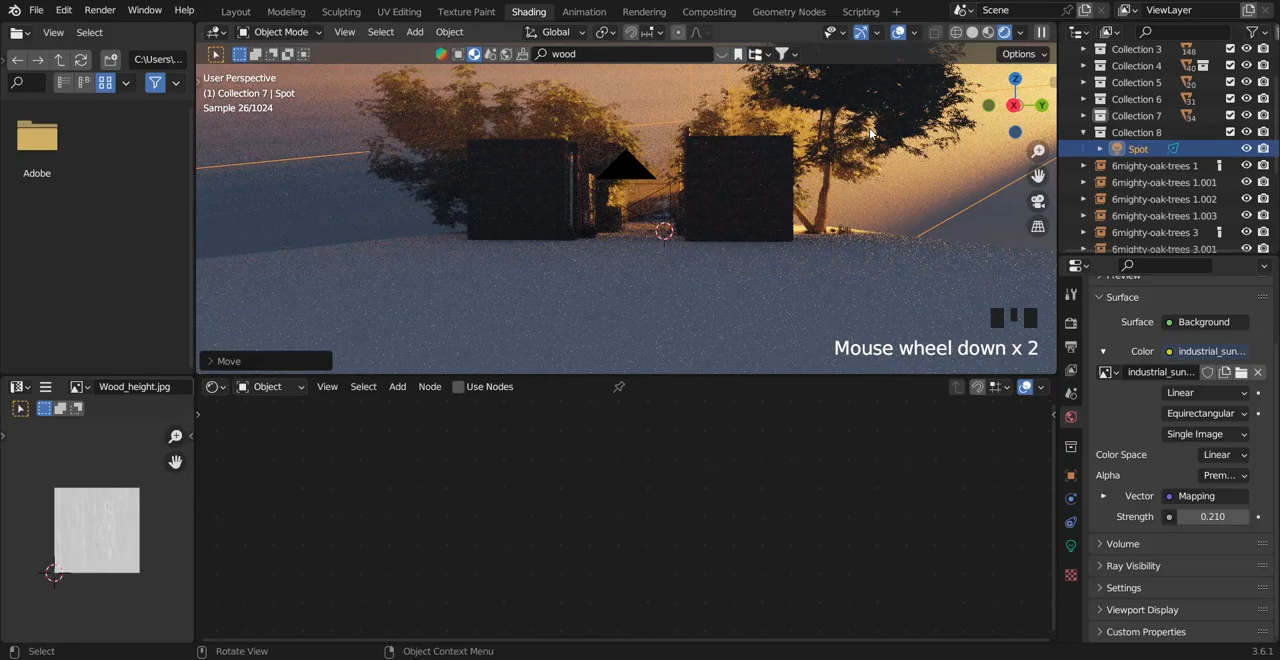 File Edit Render Window Help Layout Modeling Sculpting UV Editing Texture Paint Shading Animation Rendering Compositing Geometry Nodes Scripting + Scene ViewLayer
View Select C:\Users\...
Object Mode View Select Add Object Global
wood Options
User Perspective
(1) Collection 7 | Spot
Sample 26/1024
Z
X Y
Adobe
Mouse wheel down x 2
Move
Collection 3 148
Collection 4 40
Collection 5 20
Collection 6 31
Collection 7 34
Collection 8
Spot
6mighty-oak-trees 1
6mighty-oak-trees 1.001
6mighty-oak-trees 1.002
6mighty-oak-trees 1.003
6mighty-oak-trees 3
6mighty-oak-trees 3.001
Preview
Surface
Surface Background
Color industrial_sun...
industrial_sun...
Linear
Equirectangular
Single Image
Color Space Linear
Alpha Prem...
Vector Mapping
Strength 0.210
Volume
Ray Visibility
Settings
Viewport Display
Custom Properties
Wood_height.jpg
Object View Select Add Node Use Nodes
Select Rotate View Object Context Menu 3.6.1